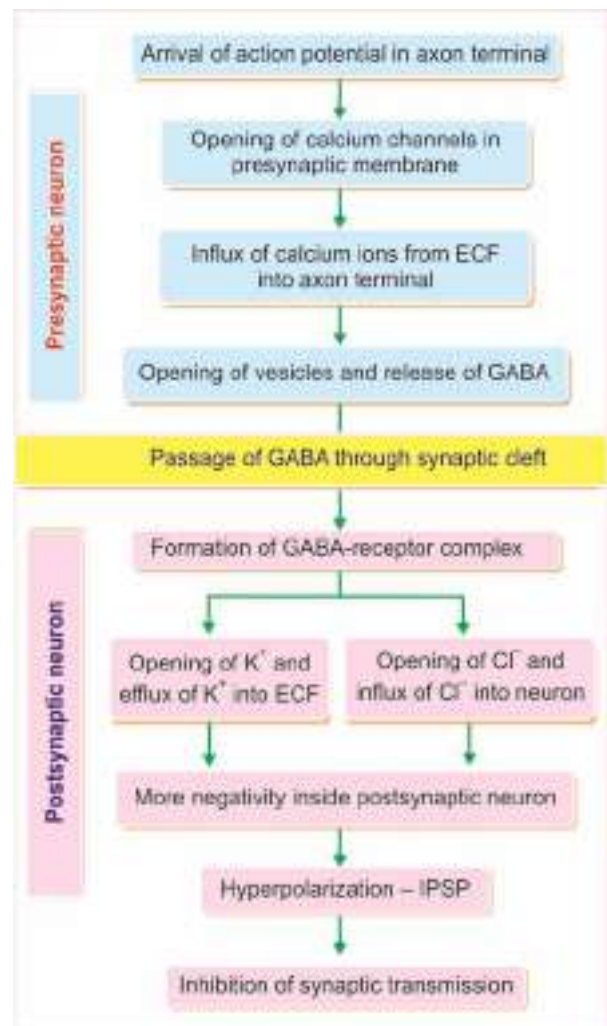 Arrival of action potential in axon terminal
Presynaptic neuron
Opening of calcium channels in
presynaptic membrane
Influx of calcium ions from ECF
into axon terminal
Opening of vesicles and release of GABA
Passage of GABA through synaptic cleft
Postsynaptic neuron
Formation of GABA-receptor complex
Opening of K⁺ and
efflux of K⁺ into ECF
Opening of Cl⁻ and
influx of Cl⁻ into neuron
More negativity inside postsynaptic neuron
Hyperpolarization – IPSP
Inhibition of synaptic transmission